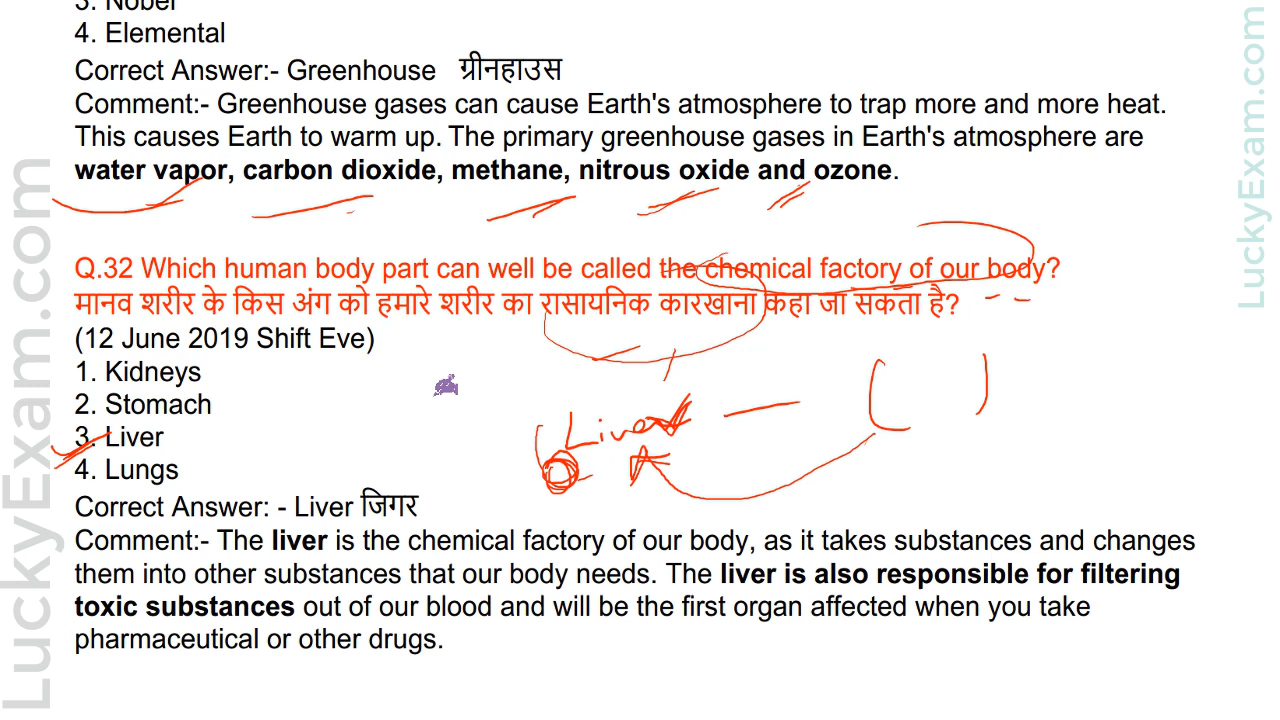 3. Nobel
4. Elemental
Correct Answer:- Greenhouse ग्रीनहाउस
Comment:- Greenhouse gases can cause Earth's atmosphere to trap more and more heat.
This causes Earth to warm up. The primary greenhouse gases in Earth's atmosphere are
water vapor, carbon dioxide, methane, nitrous oxide and ozone.
Q.32 Which human body part can well be called the chemical factory of our body?
मानव शरीर के किस अंग को हमारे शरीर का रासायनिक कारखाना कहा जा सकता है?
(12 June 2019 Shift Eve)
1. Kidneys
2. Stomach
3. Liver
4. Lungs
Liver
Correct Answer: - Liver जिगर
Comment:- The liver is the chemical factory of our body, as it takes substances and changes
them into other substances that our body needs. The liver is also responsible for filtering
toxic substances out of our blood and will be the first organ affected when you take
pharmaceutical or other drugs.
LuckyExam.com
LuckyExam.com